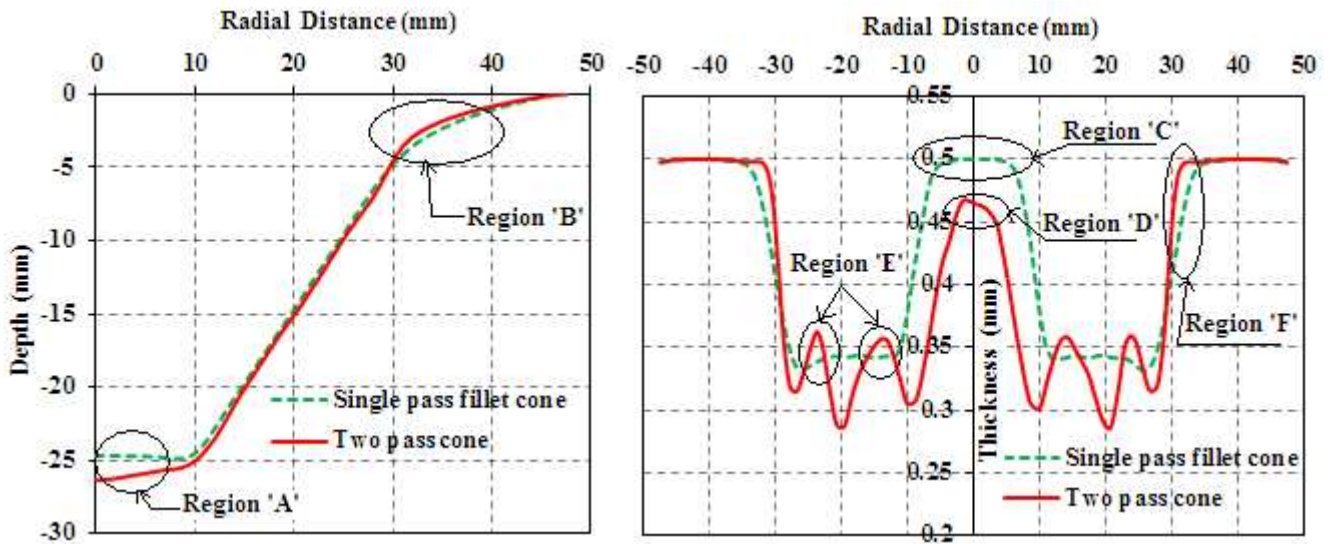 Radial Distance (mm)
0 10 20 30 40 50
0
-5
-10
-15
-20
-25
-30
Depth (mm)
Region 'B'
Single pass fillet cone
Two pass cone
Region 'A'
Radial Distance (mm)
-50 -40 -30 -20 -10 0 10 20 30 40 50
0.55
0.5
0.45
0.4
0.35
0.3
0.25
0.2
Thickness (mm)
Region 'C'
Region 'D'
Region 'E'
Region 'F'
Single pass fillet cone
Two pass cone